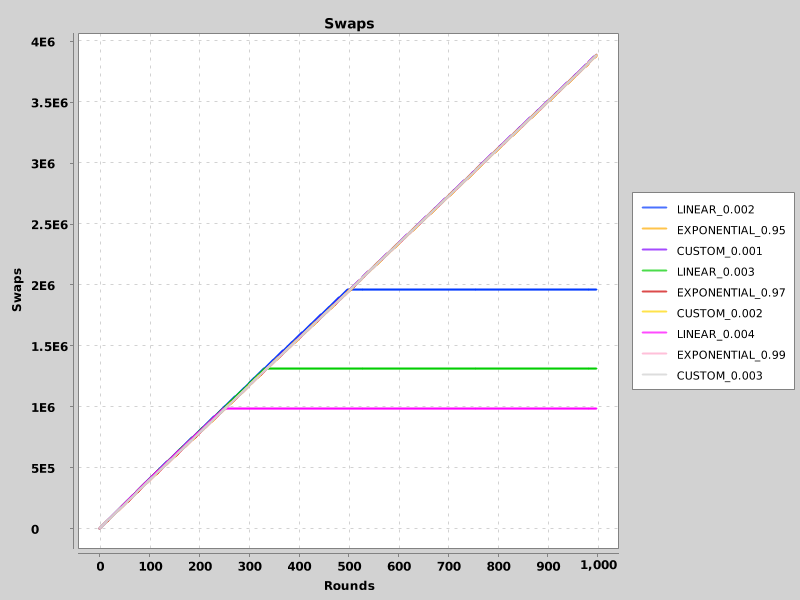 Swaps
4E6
3.5E6
3E6
2.5E6
2E6
1.5E6
1E6
5E5
0
Swaps
0 100 200 300 400 500 600 700 800 900 1,000
Rounds
LINEAR_0.002
EXPONENTIAL_0.95
CUSTOM_0.001
LINEAR_0.003
EXPONENTIAL_0.97
CUSTOM_0.002
LINEAR_0.004
EXPONENTIAL_0.99
CUSTOM_0.003